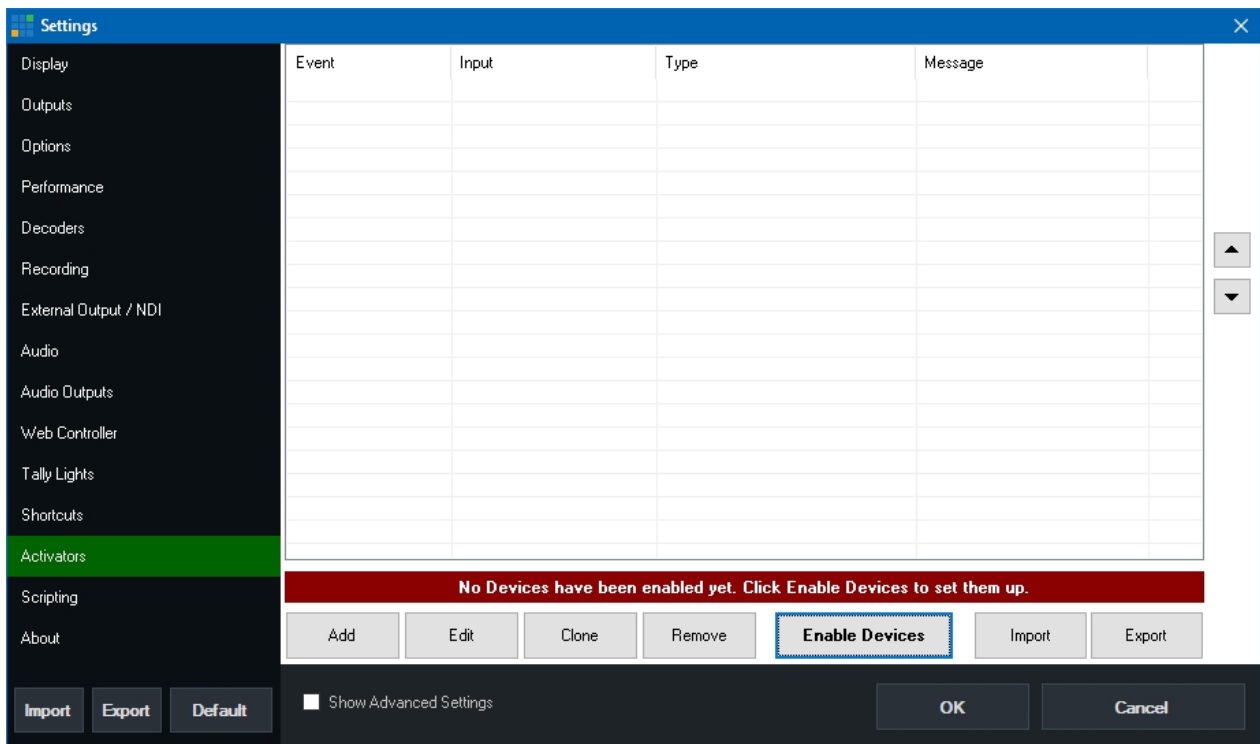 Settings
Display
Outputs
Options
Performance
Decoders
Recording
External Output / NDI
Audio
Audio Outputs
Web Controller
Tally Lights
Shortcuts
Activators
Scripting
About
Import Export Default
Event Input Type Message
No Devices have been enabled yet. Click Enable Devices to set them up.
Add Edit Clone Remove Enable Devices Import Export
Show Advanced Settings
OK Cancel